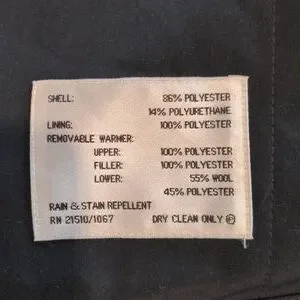 SHELL: 86% POLYESTER
14% POLYURETHANE
LINING: 100% POLYESTER
REMOVABLE WARMER:
UPPER: 100% POLYESTER
FILLER: 100% POLYESTER
LOWER: 55% WOOL
45% POLYESTER
RAIN & STAIN REPELLENT
RN 21510/1067 DRY CLEAN ONLY Ⓟ